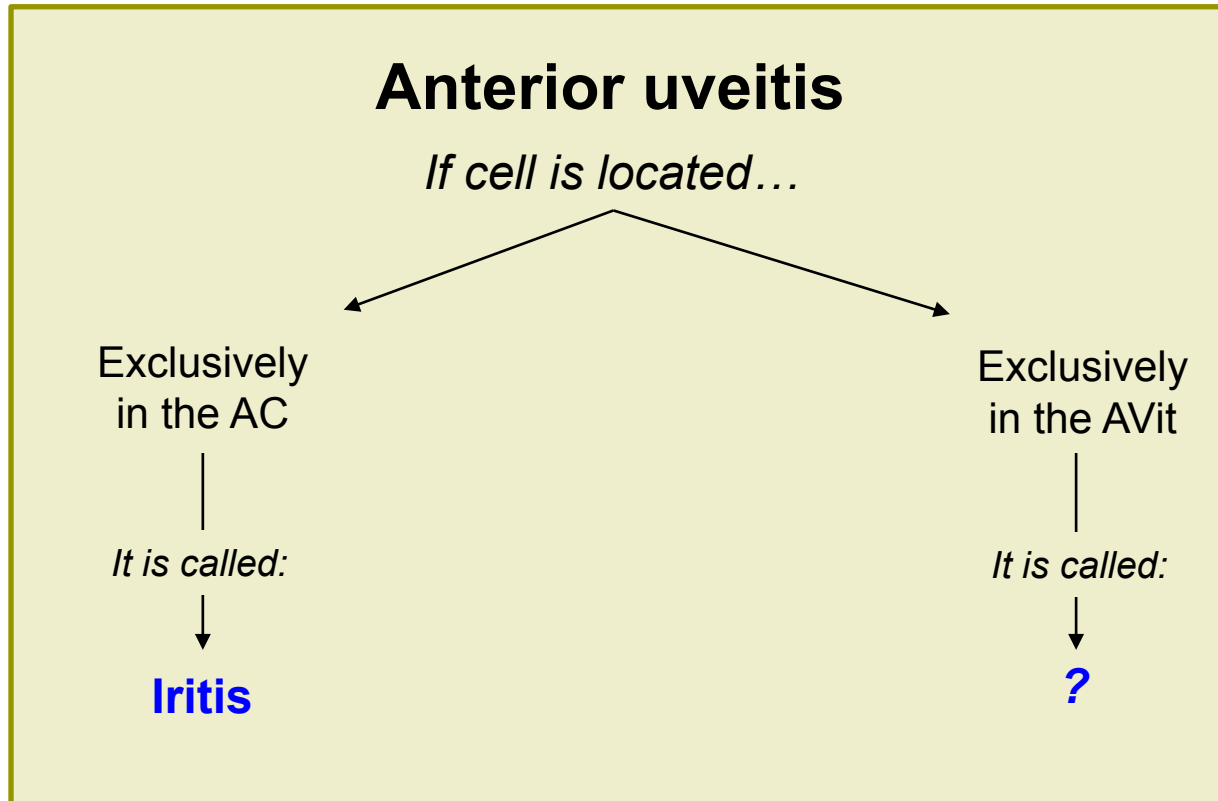 Anterior uveitis
If cell is located…
Exclusively
in the AC
Exclusively
in the AVit
It is called:
It is called:
Iritis
?